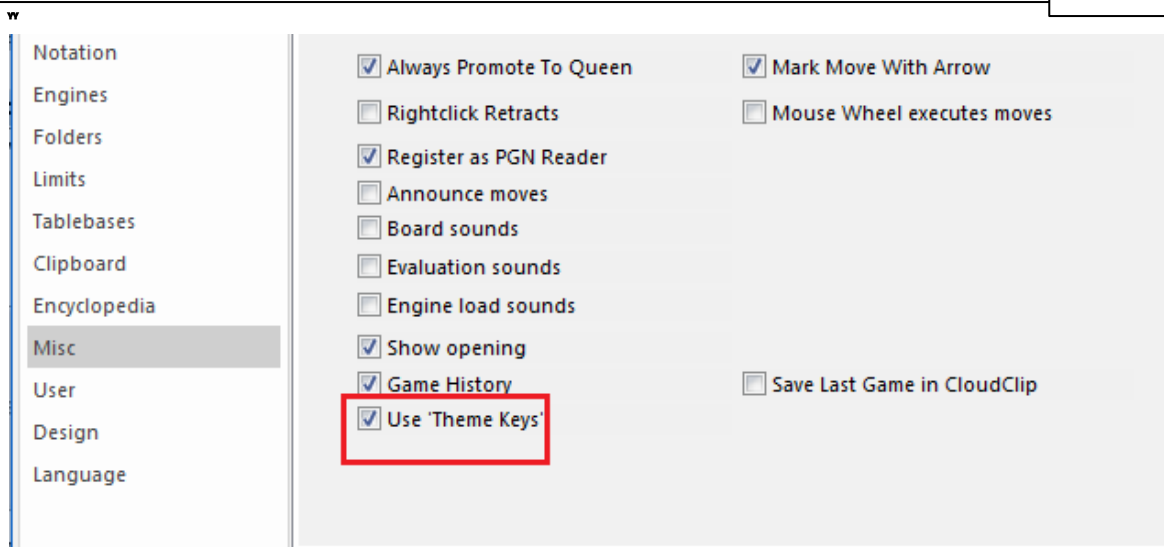 Notation
Engines
Folders
Limits
Tablebases
Clipboard
Encyclopedia
Misc
User
Design
Language
Always Promote To Queen
Mark Move With Arrow
Rightclick Retracts
Mouse Wheel executes moves
Register as PGN Reader
Announce moves
Board sounds
Evaluation sounds
Engine load sounds
Show opening
Game History
Save Last Game in CloudClip
Use 'Theme Keys'